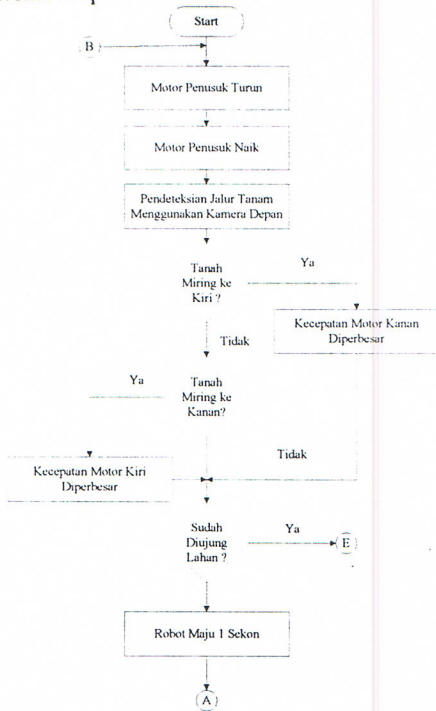 Start
B
Motor Penusuk Turun
Motor Penusuk Naik
Pendeteksian Jalur Tanam
Menggunakan Kamera Depan
Tanah
Miring ke
Kiri ?
Ya
Kecepatan Motor Kanan
Diperbesar
Tidak
Ya
Tanah
Miring ke
Kanan?
Tidak
Kecepatan Motor Kiri
Diperbesar
Sudah
Diujung
Lahan ?
Ya
E
Robot Maju 1 Sekon
A